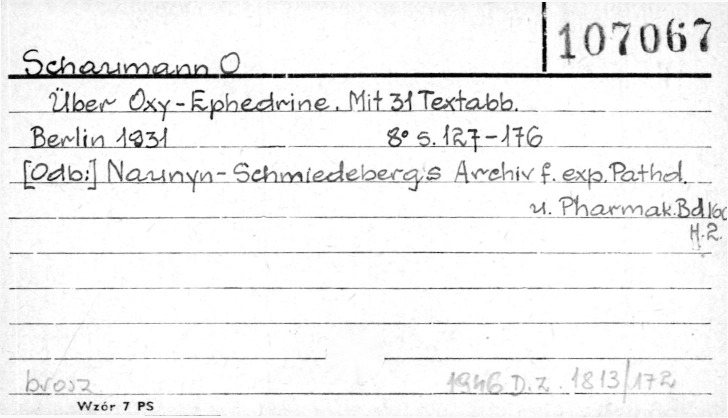 107067
Schaumann O
Über Oxy-Ephedrine. Mit 31 Textabb.
Berlin 1931 8° s. 127-176
[Odb:] Naunyn-Schmiedeberg,s Archiv f. exp. Pathol.
u. Pharmak. Bd 160
H. 2.
brosz
1946 D. z. 1813/172
Wzór 7 PS